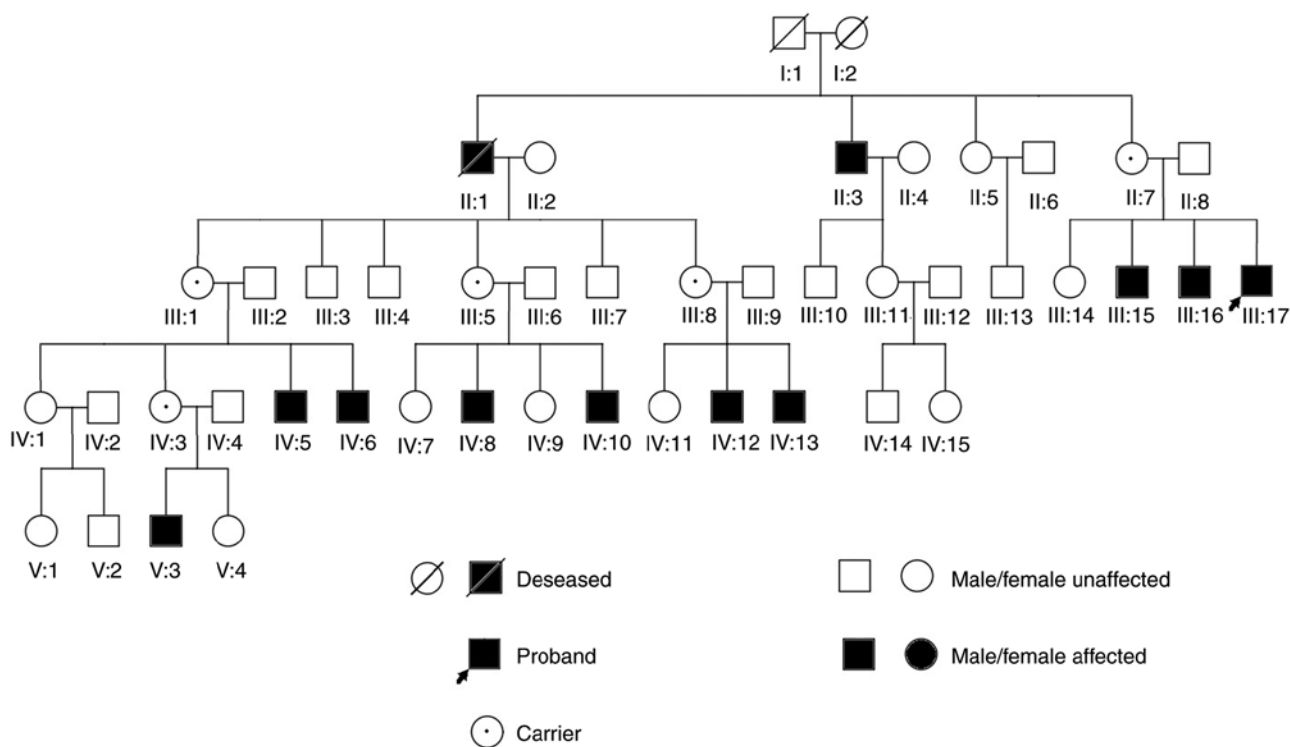 I:1 I:2
II:1 II:2 II:3 II:4 II:5 II:6 II:7 II:8
III:1 III:2 III:3 III:4 III:5 III:6 III:7 III:8 III:9 III:10 III:11 III:12 III:13 III:14 III:15 III:16 III:17
IV:1 IV:2 IV:3 IV:4 IV:5 IV:6 IV:7 IV:8 IV:9 IV:10 IV:11 IV:12 IV:13 IV:14 IV:15
V:1 V:2 V:3 V:4
Deseased Male/female unaffected
Proband Male/female affected
Carrier